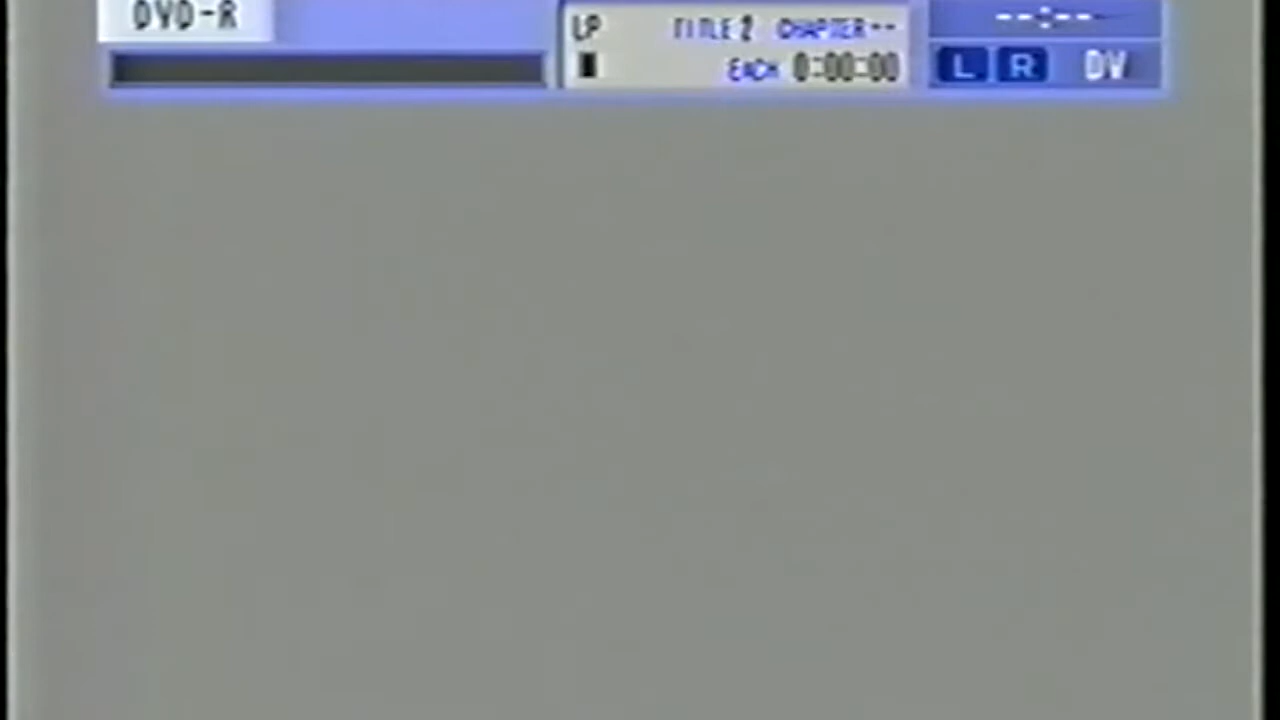 DVD-R
LP TITLE 2 CHAPTER--
--:--
EACH 0:00:00
L R DV